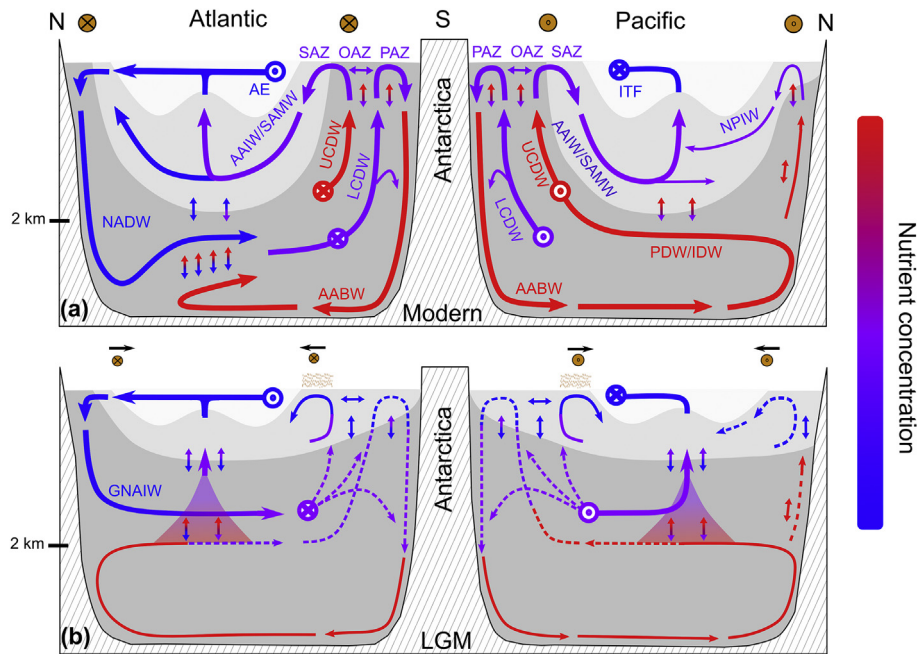 N Atlantic S Pacific N
SAZ OAZ PAZ PAZ OAZ SAZ
AE ITF
AAIW/SAMW UCDW LCDW Antarctica LCDW UCDW AAIW/SAMW NPIW
2 km NADW PDW/IDW
AABW AABW
(a) Modern
Nutrient concentration
Antarctica
GNAIW
2 km
(b) LGM